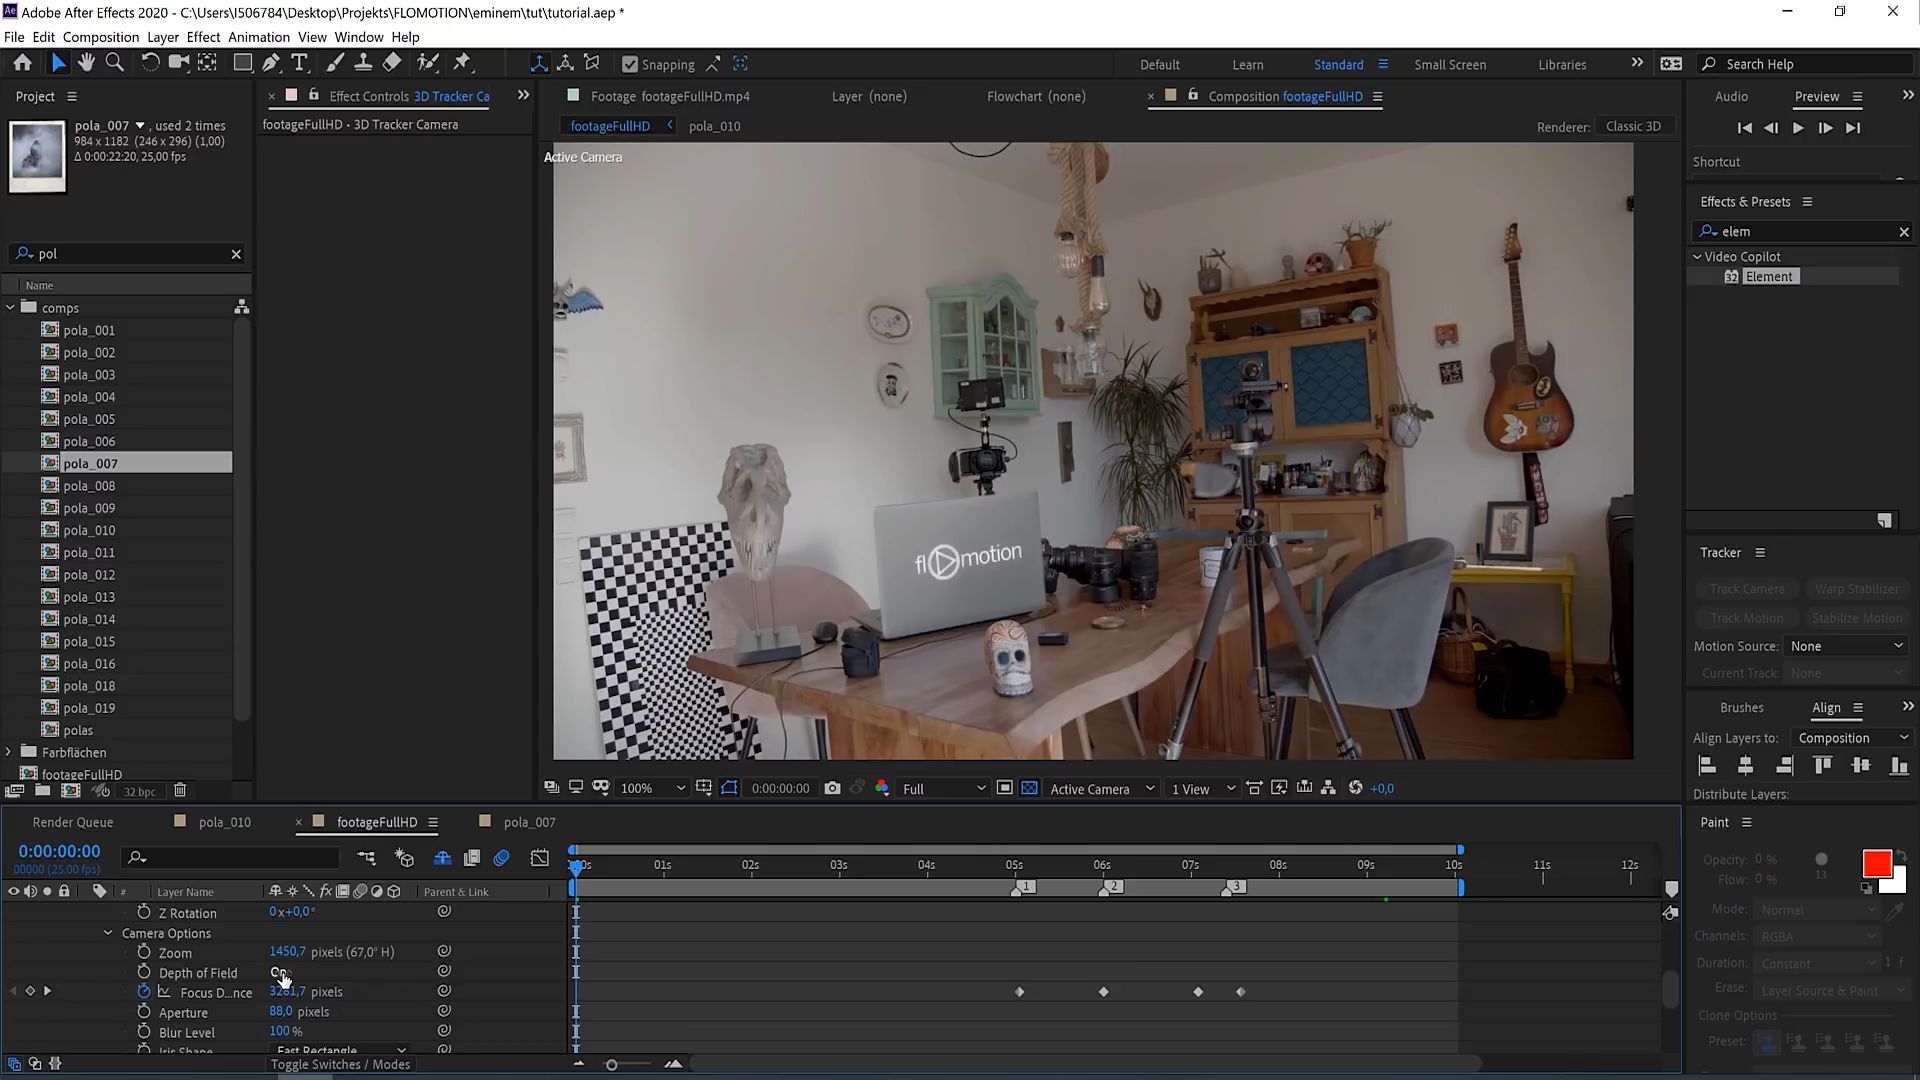 Adobe After Effects 2020 - C:\Users\I506784\Desktop\Projekts\FLOMOTION\eminem\tut\tutorial.aep *
File Edit Composition Layer Effect Animation View Window Help
Snapping
Default Learn Standard Small Screen Libraries Search Help
Project
pola_007 , used 2 times
984 x 1182 (246 x 296) (1,00)
Δ 0:00:22:20, 25,00 fps
pol
Name
comps
pola_001
pola_002
pola_003
pola_004
pola_005
pola_006
pola_007
pola_008
pola_009
pola_010
pola_011
pola_012
pola_013
pola_014
pola_015
pola_016
pola_018
pola_019
polas
Farbflächen
footageFullHD
32 bpc
Effect Controls 3D Tracker Ca
footageFullHD · 3D Tracker Camera
Footage footageFullHD.mp4 Layer (none) Flowchart (none) Composition footageFullHD
footageFullHD pola_010 Renderer: Classic 3D
Active Camera
fl motion
100% 0:00:00:00 Full Active Camera 1 View +0,0
Audio Preview
Shortcut
Effects & Presets
elem
Video Copilot
32 Element
Tracker
Track Camera Warp Stabilizer
Track Motion Stabilize Motion
Motion Source: None
Current Track: None
Brushes Align
Align Layers to: Composition
Distribute Layers:
Paint
Opacity: 0 %
Flow: 0 % 13
Mode: Normal
Channels: RGBA
Duration: Constant 1 f
Erase: Layer Source & Paint
Clone Options
Preset:
Render Queue pola_010 footageFullHD pola_007
0:00:00:00
00000 (25.00 fps)
# Layer Name Parent & Link
01s 02s 03s 04s 05s 06s 07s 08s 09s 10s 11s 12s
1 2 3
Z Rotation 0x+0,0°
Camera Options
Zoom 1450,7 pixels (67,0° H)
Depth of Field On
Focus D...nce pixels
Aperture 88,0 pixels
Blur Level 100 %
Iris Shape Fast Rectangle
Toggle Switches / Modes